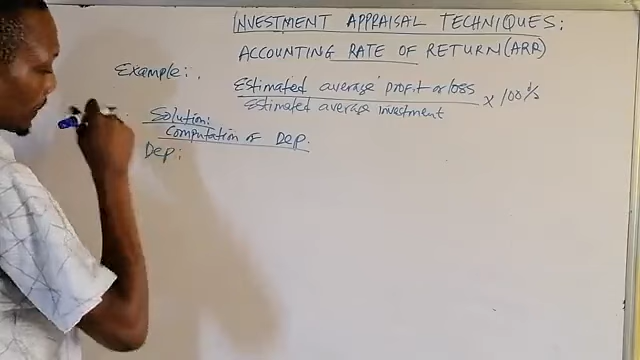 INVESTMENT APPRAISAL TECHNIQUES:
ACCOUNTING RATE OF RETURN (ARR)
Example:.
Estimated average profit or loss
Estimated average investment
x 100%
Solution:
Computation of Dep.
Dep: